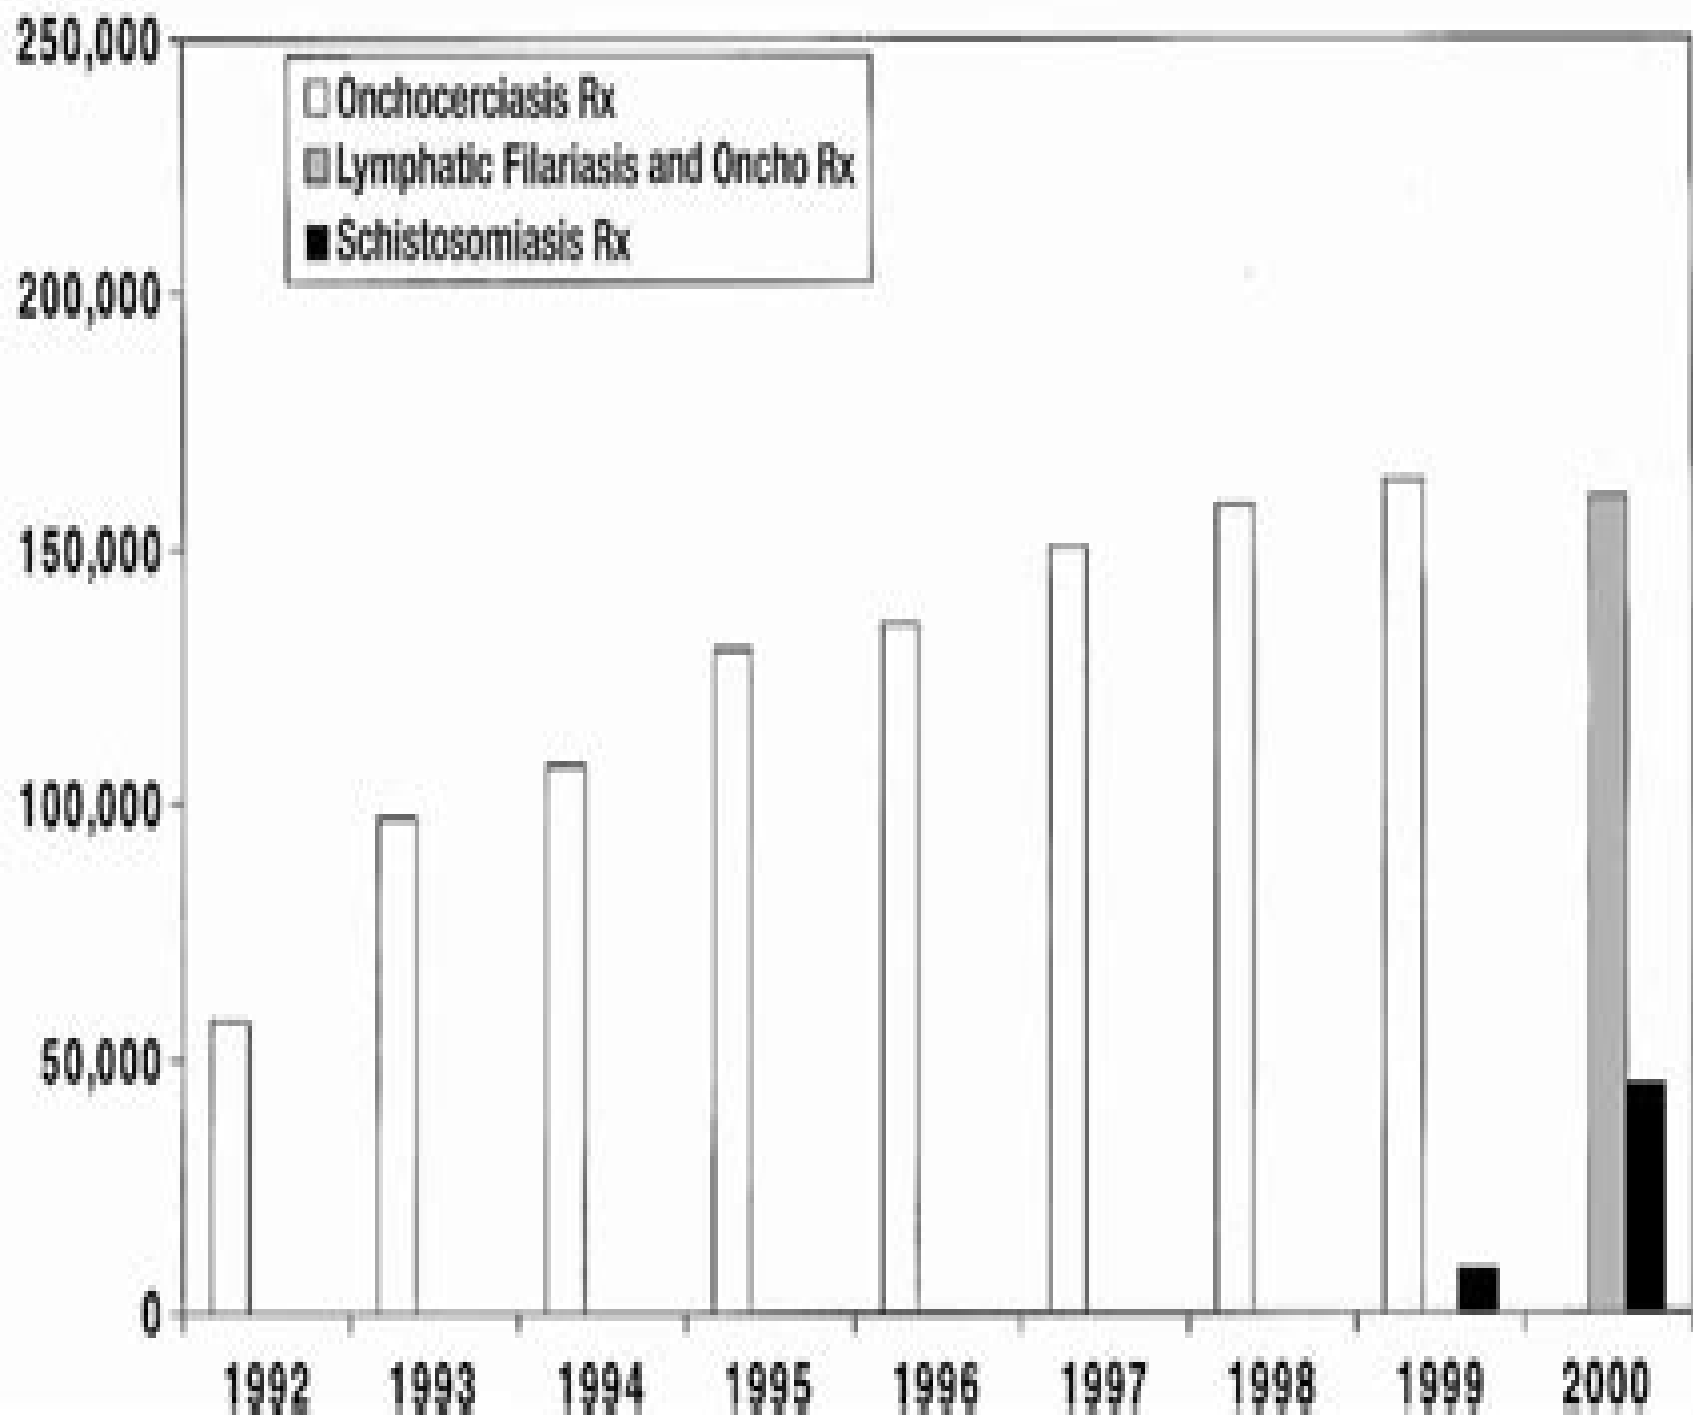 250,000
Onchocerciasis Rx
Lymphatic Filariasis and Oncho Rx
Schistosomiasis Rx
200,000
150,000
100,000
50,000
0
1992 1993 1994 1995 1996 1997 1998 1999 2000